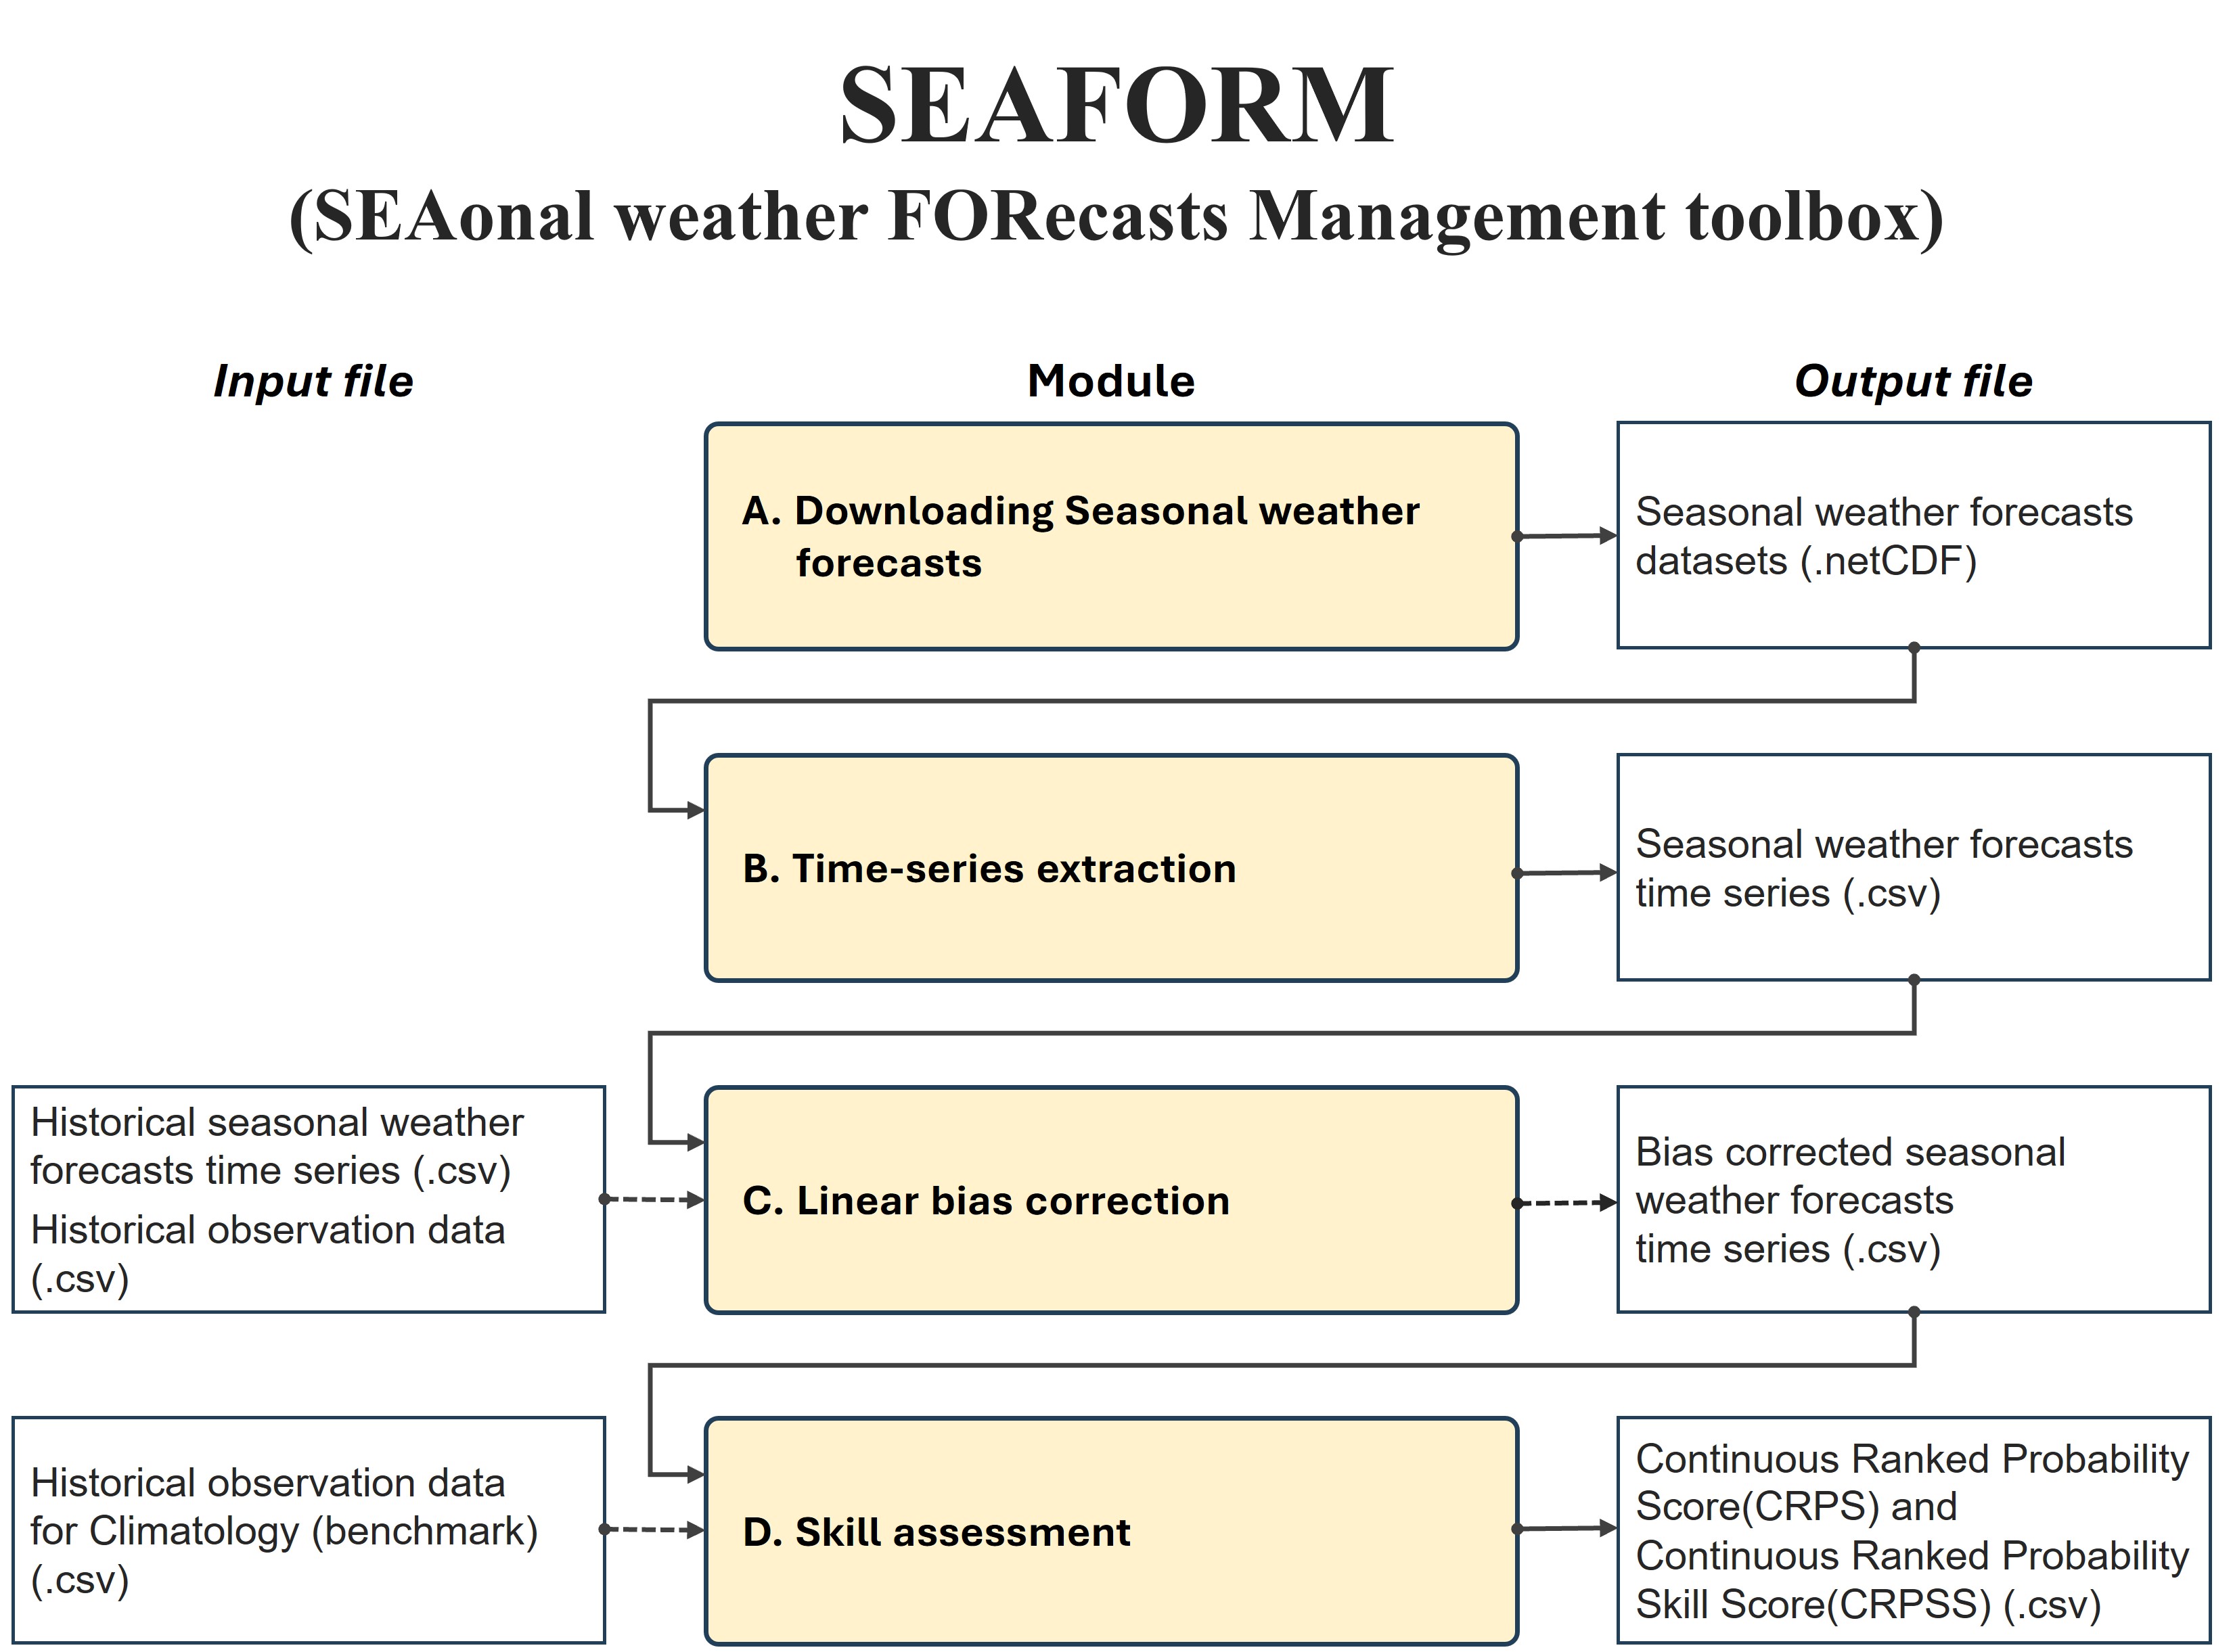 SEAFORM
(SEAonal weather FORecasts Management toolbox)
Input file
Module
Output file
A. Downloading Seasonal weather
forecasts
Seasonal weather forecasts
datasets (.netCDF)
B. Time-series extraction
Seasonal weather forecasts
time series (.csv)
Historical seasonal weather
forecasts time series (.csv)
Historical observation data
(.csv)
C. Linear bias correction
Bias corrected seasonal
weather forecasts
time series (.csv)
Historical observation data
for Climatology (benchmark)
(.csv)
D. Skill assessment
Continuous Ranked Probability
Score(CRPS) and
Continuous Ranked Probability
Skill Score(CRPSS) (.csv)